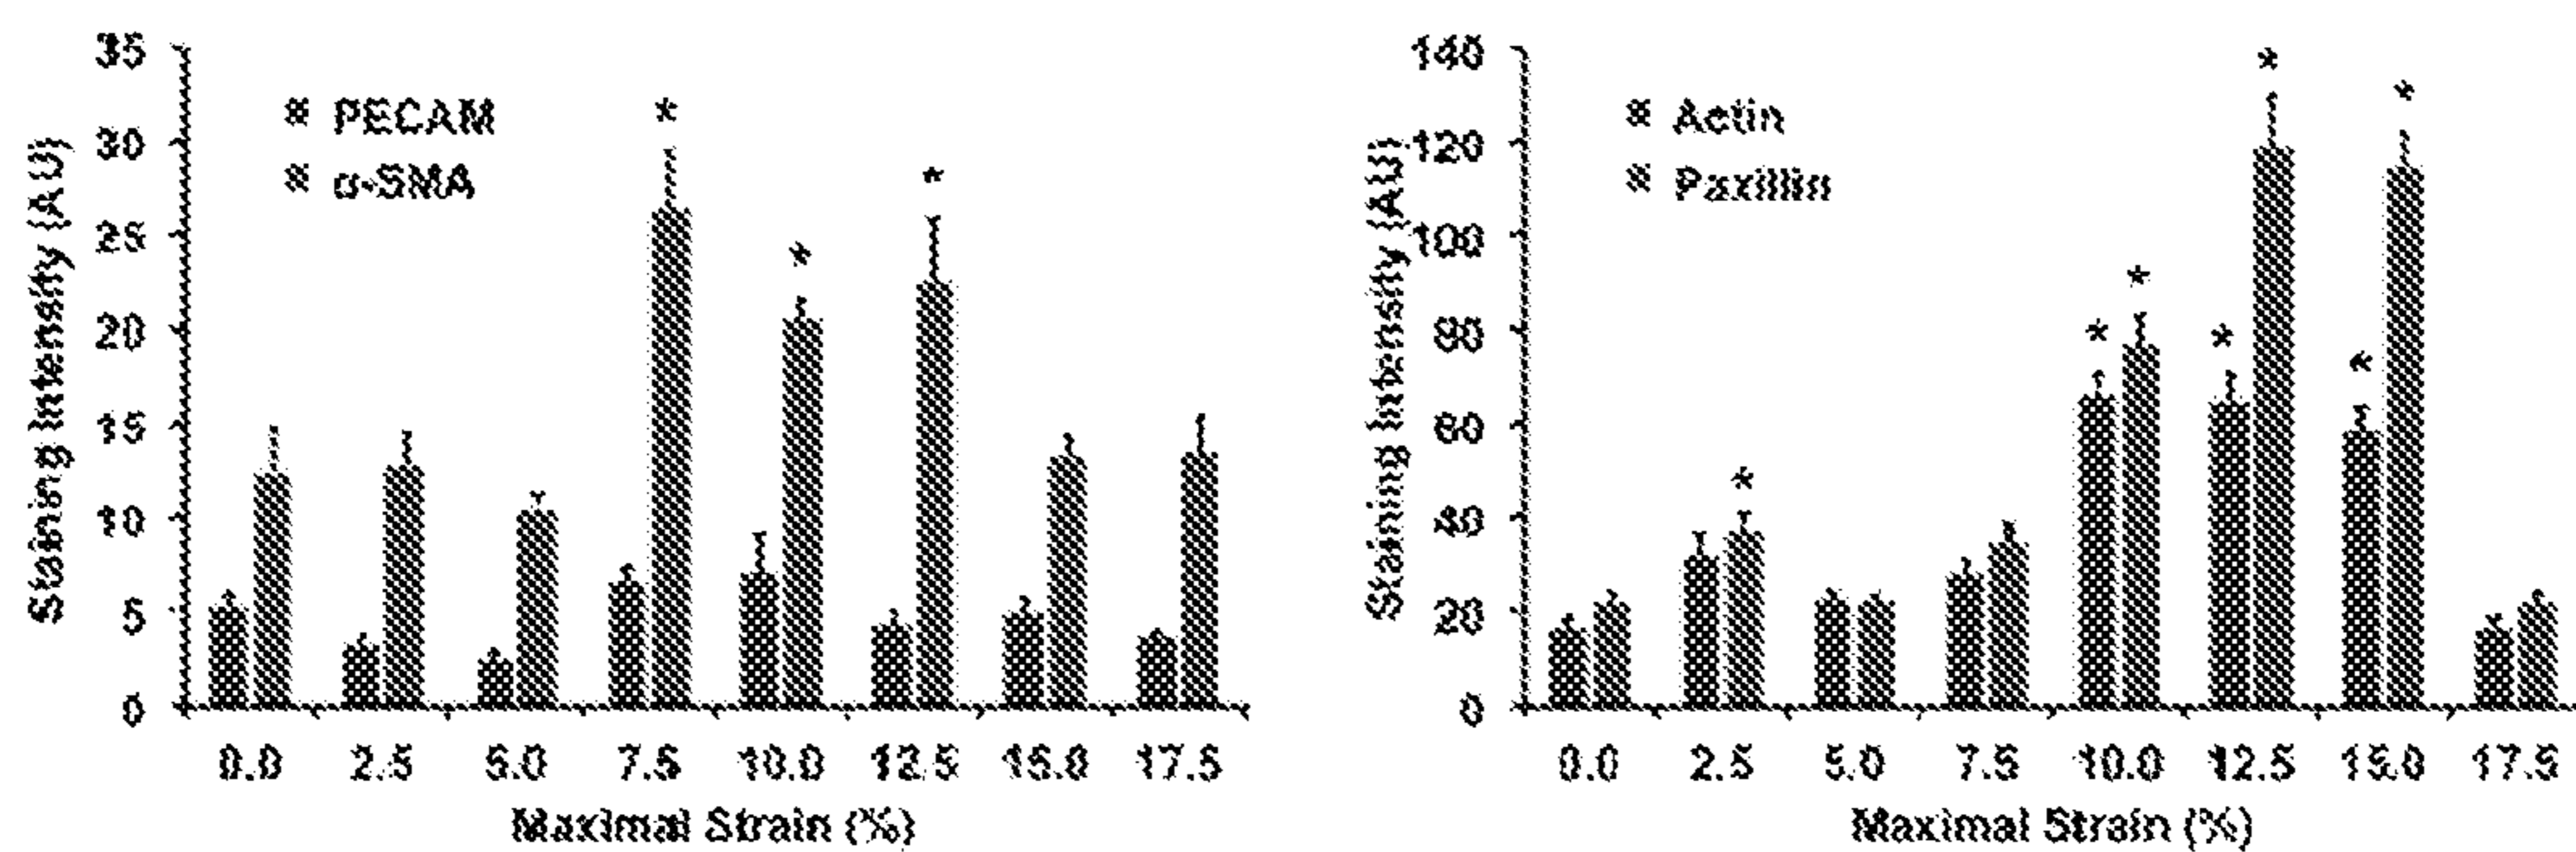 35
30
25
20
15
10
5
0
Staining Intensity (AU)
PECAM
α-SMA
*
*
*
0.0 2.5 5.0 7.5 10.0 12.5 15.0 17.5
Maximal Strain (%)
140
120
100
80
60
40
20
0
Staining Intensity (AU)
Actin
Paxillin
*
*
*
*
*
*
*
0.0 2.5 5.0 7.5 10.0 12.5 15.0 17.5
Maximal Strain (%)